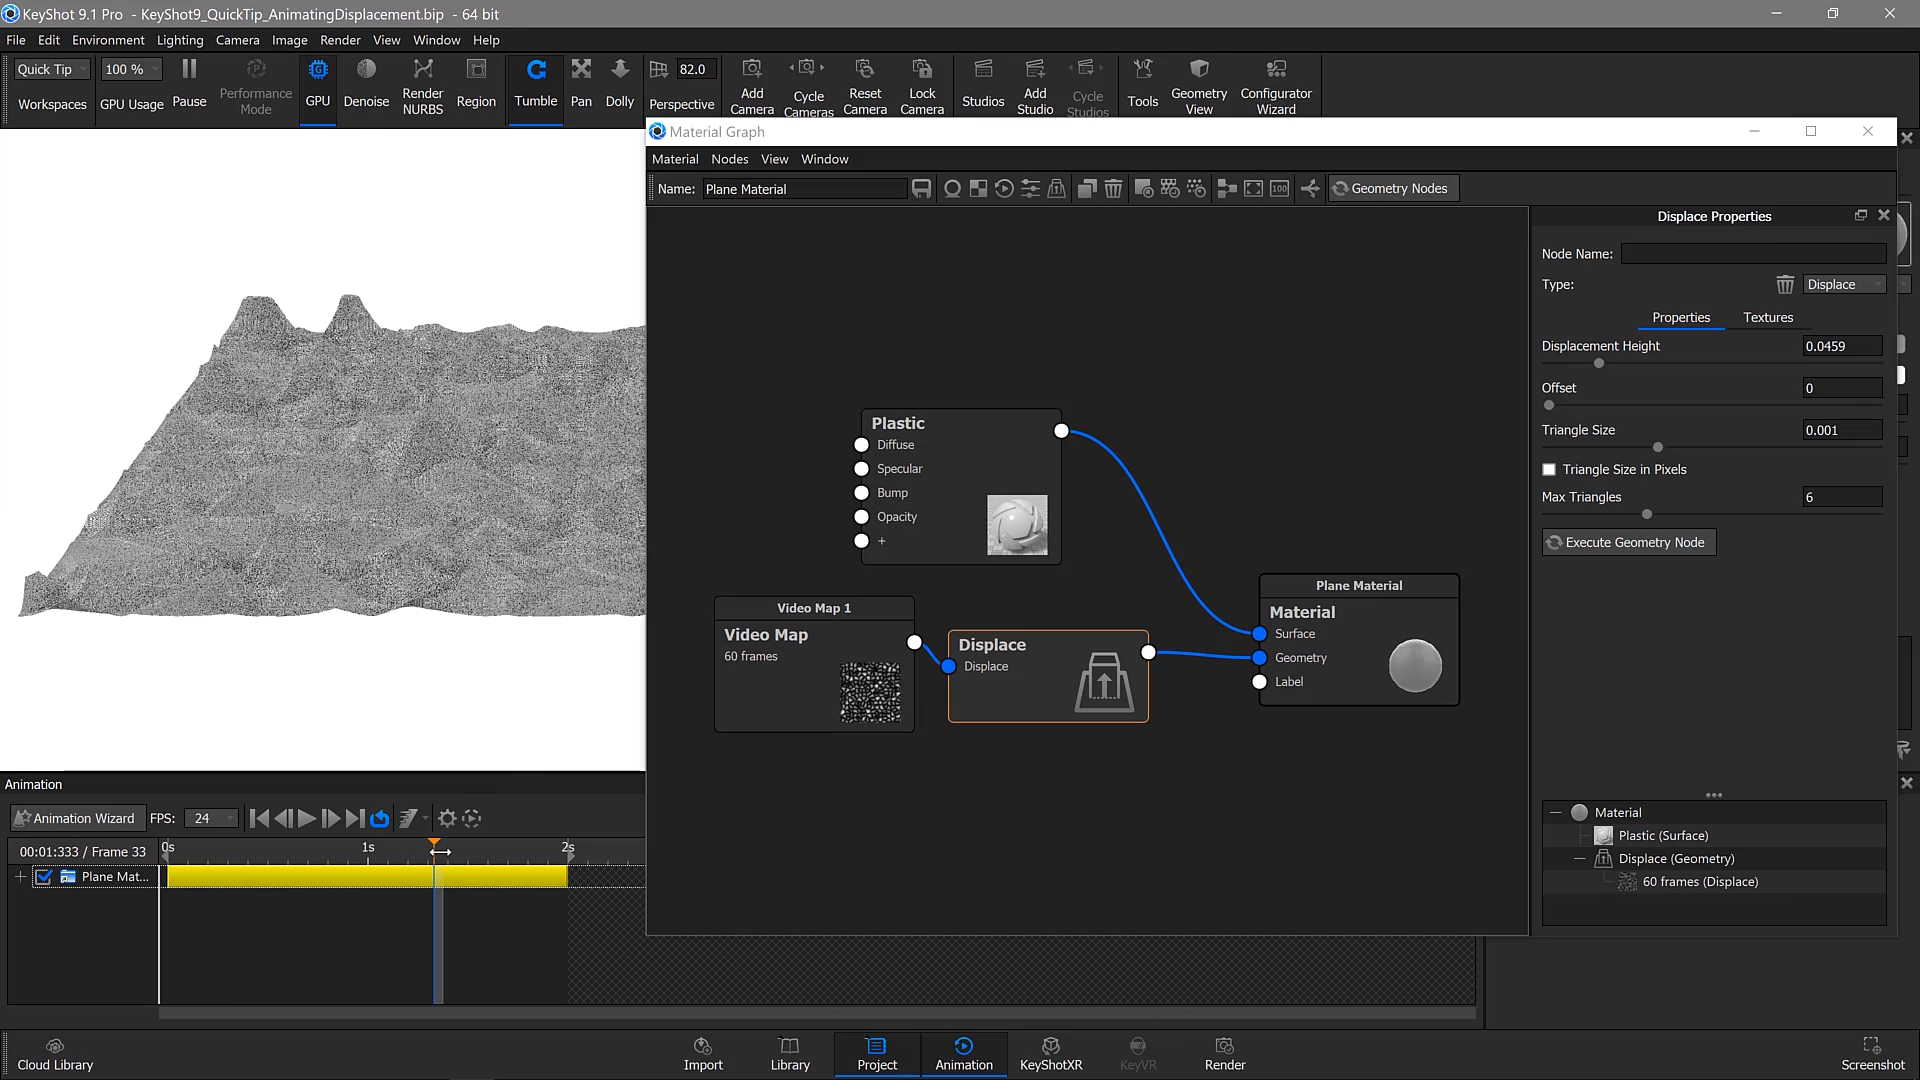 KeyShot 9.1 Pro - KeyShot9_QuickTip_AnimatingDisplacement.bip - 64 bit
File Edit Environment Lighting Camera Image Render View Window Help
Quick Tip 100 % 82.0
Workspaces GPU Usage Pause Performance Mode GPU Denoise Render NURBS Region Tumble Pan Dolly Perspective Add Camera Cycle Cameras Reset Camera Lock Camera Studios Add Studio Cycle Studios Tools Geometry View Configurator Wizard
Material Graph
Material Nodes View Window
Name: Plane Material 100 Geometry Nodes
Displace Properties
Node Name:
Type: Displace
Properties Textures
Displacement Height 0.0459
Offset 0
Triangle Size 0.001
Triangle Size in Pixels
Max Triangles 6
Execute Geometry Node
Plastic
Diffuse
Specular
Bump
Opacity
+
Video Map 1
Video Map
60 frames
Displace
Displace
Plane Material
Material
Surface
Geometry
Label
Material
Plastic (Surface)
Displace (Geometry)
60 frames (Displace)
Animation
Animation Wizard FPS: 24
00:01:333 / Frame 33 0s 1s 2s
Plane Mat...
Cloud Library Import Library Project Animation KeyShotXR KeyVR Render Screenshot